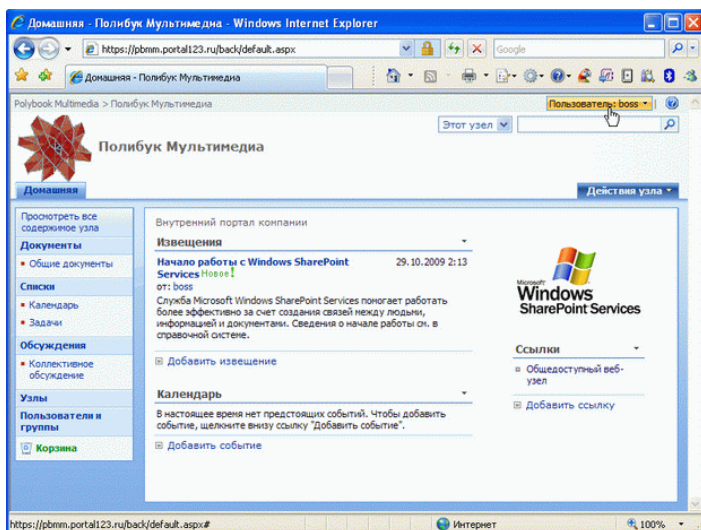 Домашняя - Полибук Мультимедиа - Windows Internet Explorer
https://pbmm.portal123.ru/back/default.aspx
Google
Домашняя - Полибук Мультимедиа
Polybook Multimedia > Полибук Мультимедиа
Пользователь: boss
Этот узел
Полибук Мультимедиа
Домашняя
Действия узла
Просмотреть все
содержимое узла
Документы
Общие документы
Списки
Календарь
Задачи
Обсуждения
Коллективное
обсуждение
Узлы
Пользователи и
группы
Корзина
Внутренний портал компании
Извещения
Начало работы с Windows SharePoint
Services Новое!
29.10.2009 2:13
от: boss
Служба Microsoft Windows SharePoint Services помогает работать
более эффективно за счет создания связей между людьми,
информацией и документами. Сведения о начале работы см. в
справочной системе.
Добавить извещение
Календарь
В настоящее время нет предстоящих событий. Чтобы добавить
событие, щелкните внизу ссылку "Добавить событие".
Добавить событие
Microsoft
Windows
SharePoint Services
Ссылки
Общедоступный веб-
узел
Добавить ссылку
https://pbmm.portal123.ru/back/default.aspx#
Интернет
100%